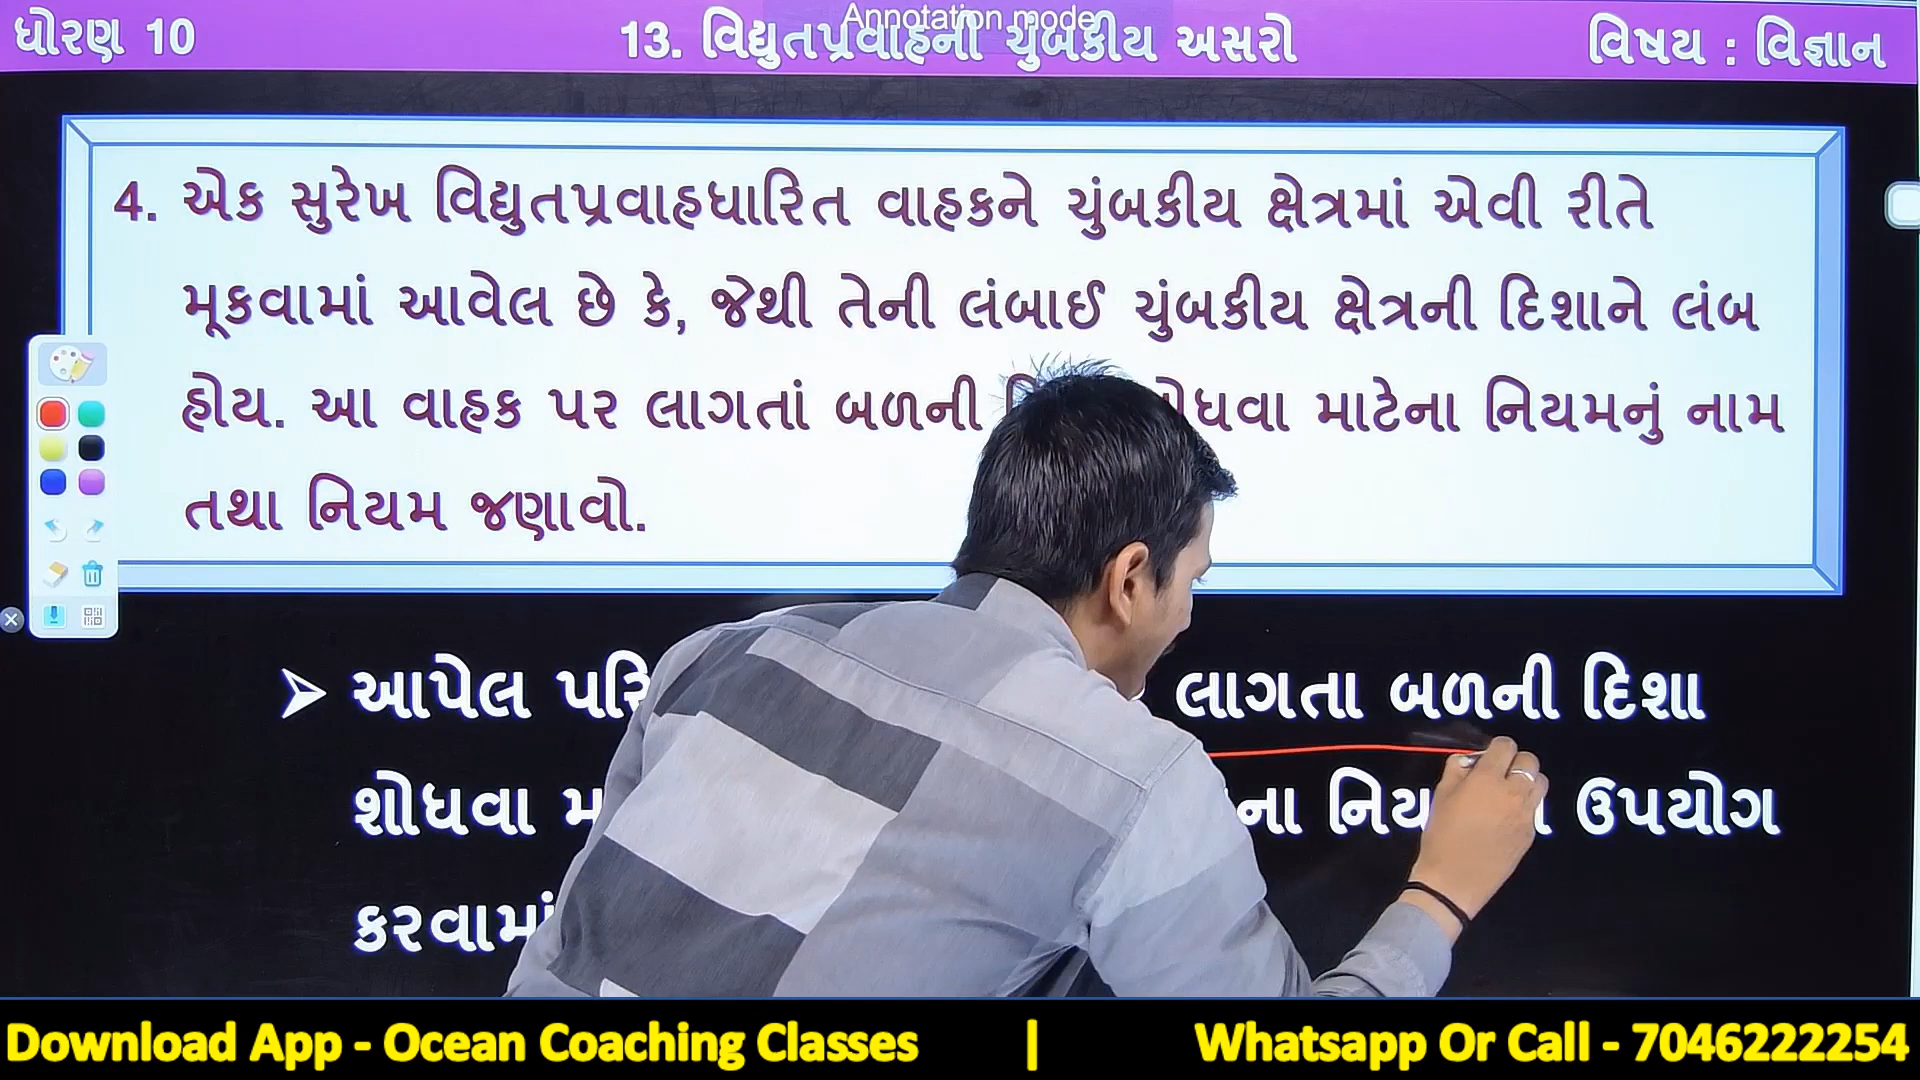 ધોરણ 10
Annotation mode
13. વિદ્યુતપ્રવાહની ચુંબકીય અસરો
વિષય : વિજ્ઞાન
4. એક સુરેખ વિદ્યુતપ્રવાહધારિત વાહકને ચુંબકીય ક્ષેત્રમાં એવી રીતે
મૂકવામાં આવેલ છે કે, જેથી તેની લંબાઈ ચુંબકીય ક્ષેત્રની દિશાને લંબ
હોય. આ વાહક પર લાગતાં બળની માટેના નિયમનું નામ
તથા નિયમ જણાવો.
➢ આપેલ લાગતા બળની દિશા
શોધવા ઉપયોગ
Download App - Ocean Coaching Classes | Whatsapp Or Call - 7046222254